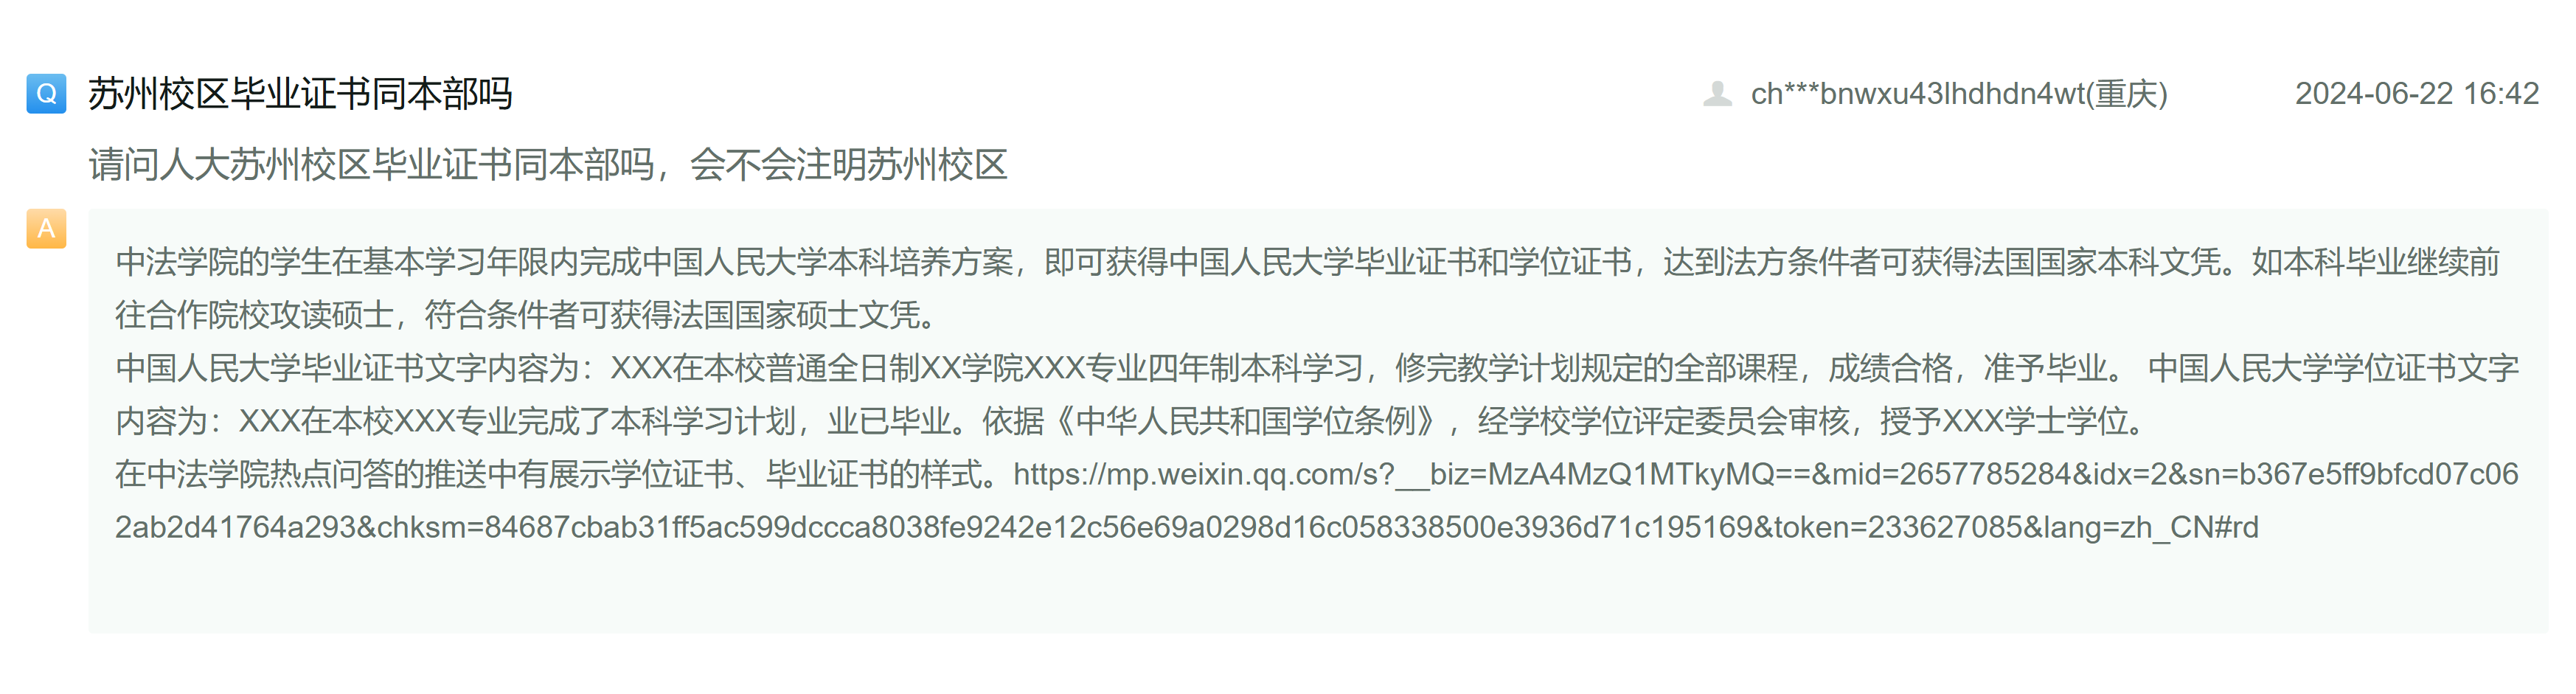 Q 苏州校区毕业证书同本部吗 ch***bnwxu43lhdhdn4wt(重庆) 2024-06-22 16:42
请问人大苏州校区毕业证书同本部吗，会不会注明苏州校区
A
中法学院的学生在基本学习年限内完成中国人民大学本科培养方案，即可获得中国人民大学毕业证书和学位证书，达到法方条件者可获得法国国家本科文凭。如本科毕业继续前
往合作院校攻读硕士，符合条件者可获得法国国家硕士文凭。
中国人民大学毕业证书文字内容为：XXX在本校普通全日制XX学院XXX专业四年制本科学习，修完教学计划规定的全部课程，成绩合格，准予毕业。 中国人民大学学位证书文字
内容为：XXX在本校XXX专业完成了本科学习计划，业已毕业。依据《中华人民共和国学位条例》，经学校学位评定委员会审核，授予XXX学士学位。
在中法学院热点问答的推送中有展示学位证书、毕业证书的样式。https://mp.weixin.qq.com/s?__biz=MzA4MzQ1MTkyMQ==&mid=2657785284&idx=2&sn=b367e5ff9bfcd07c06
2ab2d41764a293&chksm=84687cbab31ff5ac599dccca8038fe9242e12c56e69a0298d16c058338500e3936d71c195169&token=233627085&lang=zh_CN#rd